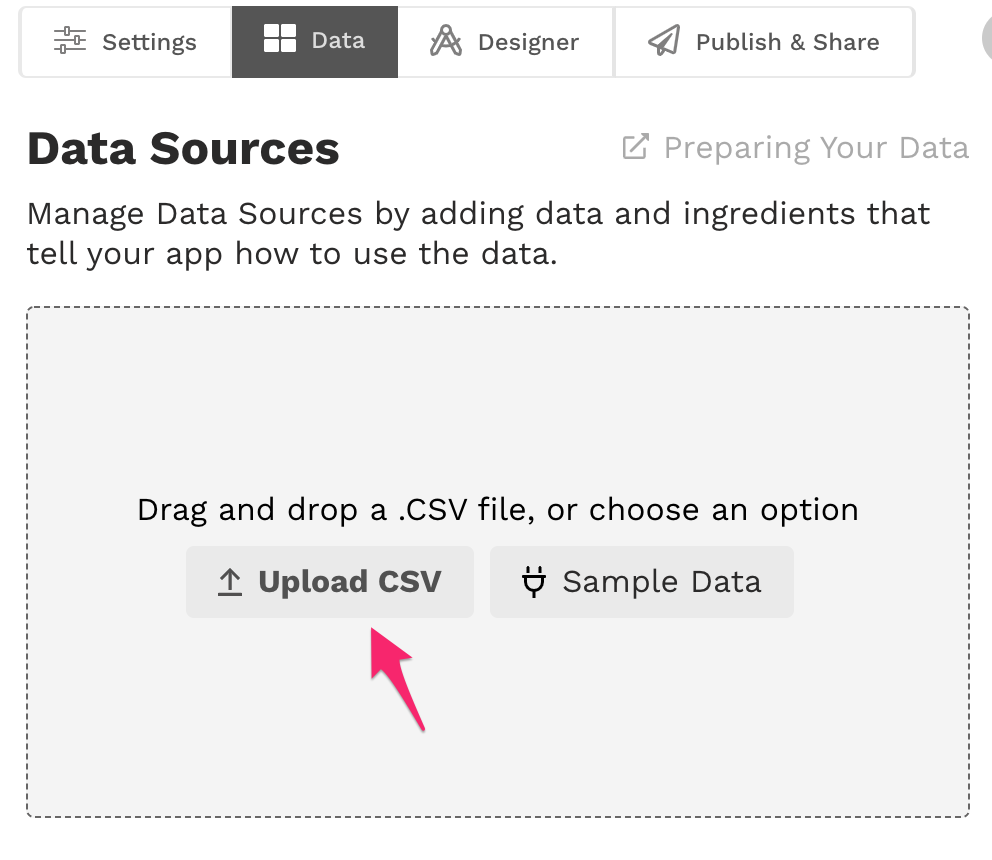 Settings
Data
Designer
Publish & Share
Data Sources
Preparing Your Data
Manage Data Sources by adding data and ingredients that
tell your app how to use the data.
Drag and drop a .CSV file, or choose an option
Upload CSV
Sample Data